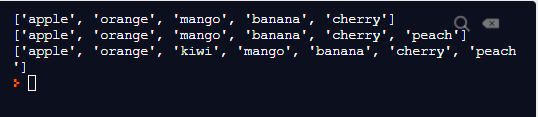 ['apple', 'orange', 'mango', 'banana', 'cherry']
['apple', 'orange', 'mango', 'banana', 'cherry', 'peach']
['apple', 'orange', 'kiwi', 'mango', 'banana', 'cherry', 'peach
']
>